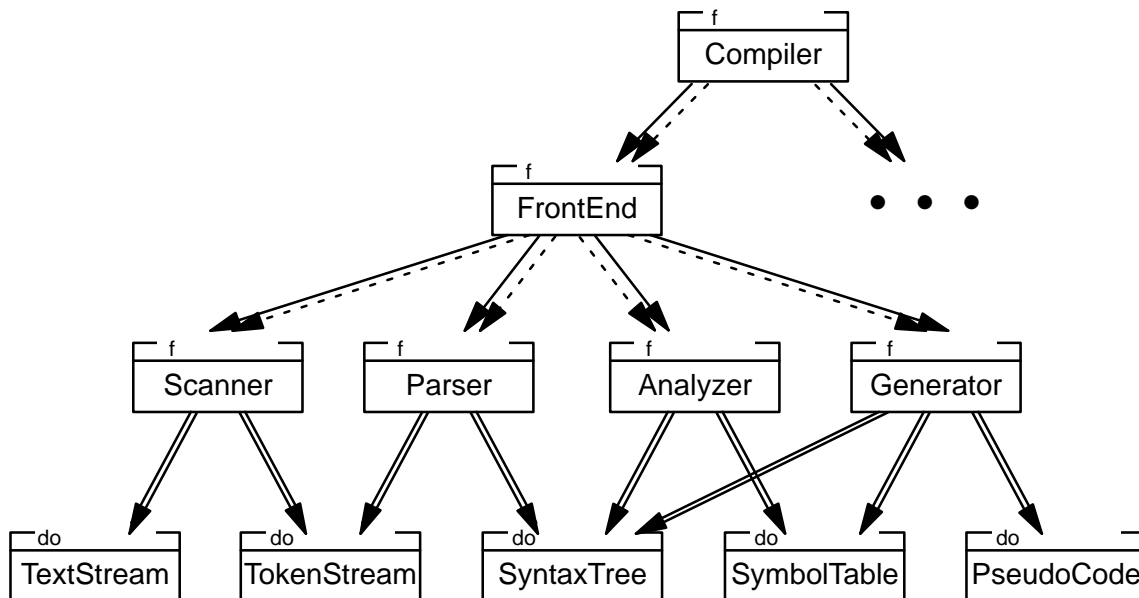 f
Compiler
f
FrontEnd
f f f f
Scanner Parser Analyzer Generator
do do do do do
TextStream TokenStream SyntaxTree SymbolTable PseudoCode